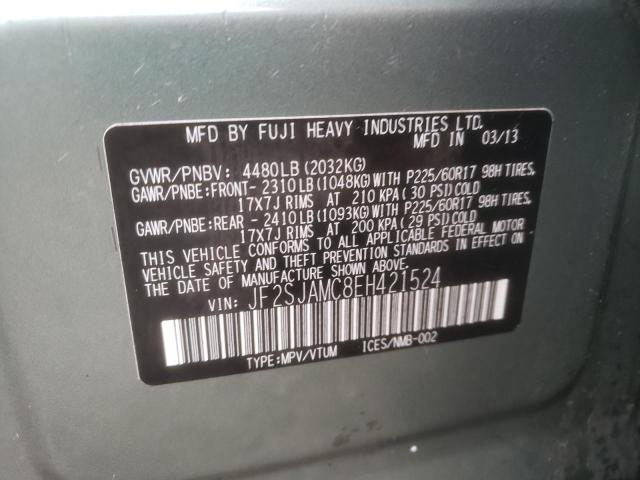 MFD BY FUJI HEAVY INDUSTRIES LTD.
MFD IN 03/13
GVWR/PNBV: 4480LB(2032KG)
GAWR/PNBE:FRONT- 2310LB(1048KG)WITH P225/60R17 98H TIRES,
17X7J RIMS AT 210 KPA(30 PSI)COLD
GAWR/PNBE:REAR - 2410LB(1093KG)WITH P225/60R17 98H TIRES,
17X7J RIMS AT 200 KPA(29 PSI)COLD
THIS VEHICLE CONFORMS TO ALL APPLICABLE FEDERAL MOTOR
VEHICLE SAFETY AND THEFT PREVENTION STANDARDS IN EFFECT ON
THE DATE OF MANUFACTURE SHOWN ABOVE.
VIN: JF2SJAMC8EH421524
TYPE:MPV/VTUM ICES/NMB-002